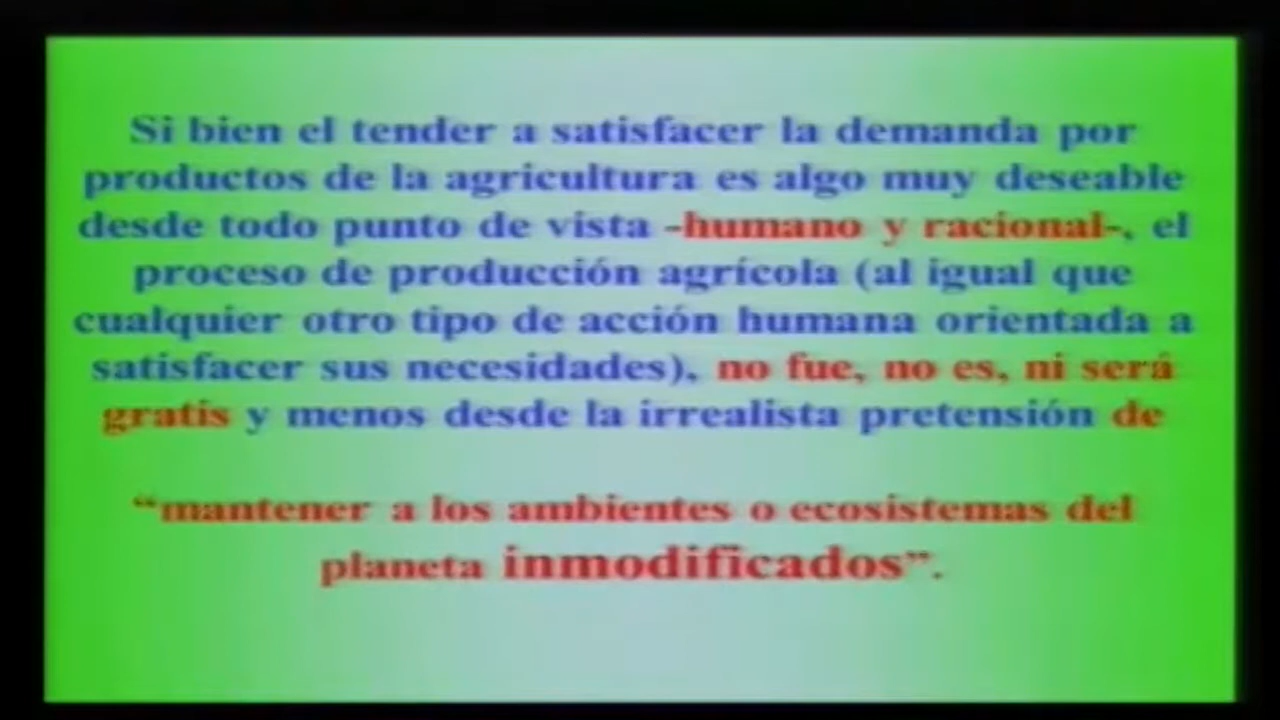 Si bien el tender a satisfacer la demanda por
productos de la agricultura es algo muy deseable
desde todo punto de vista -humano y racional-, el
proceso de producción agrícola (al igual que
cualquier otro tipo de acción humana orientada a
satisfacer sus necesidades), no fue, no es, ni será
gratis y menos desde la irrealista pretensión de
“mantener a los ambientes o ecosistemas del
planeta inmodificados”.